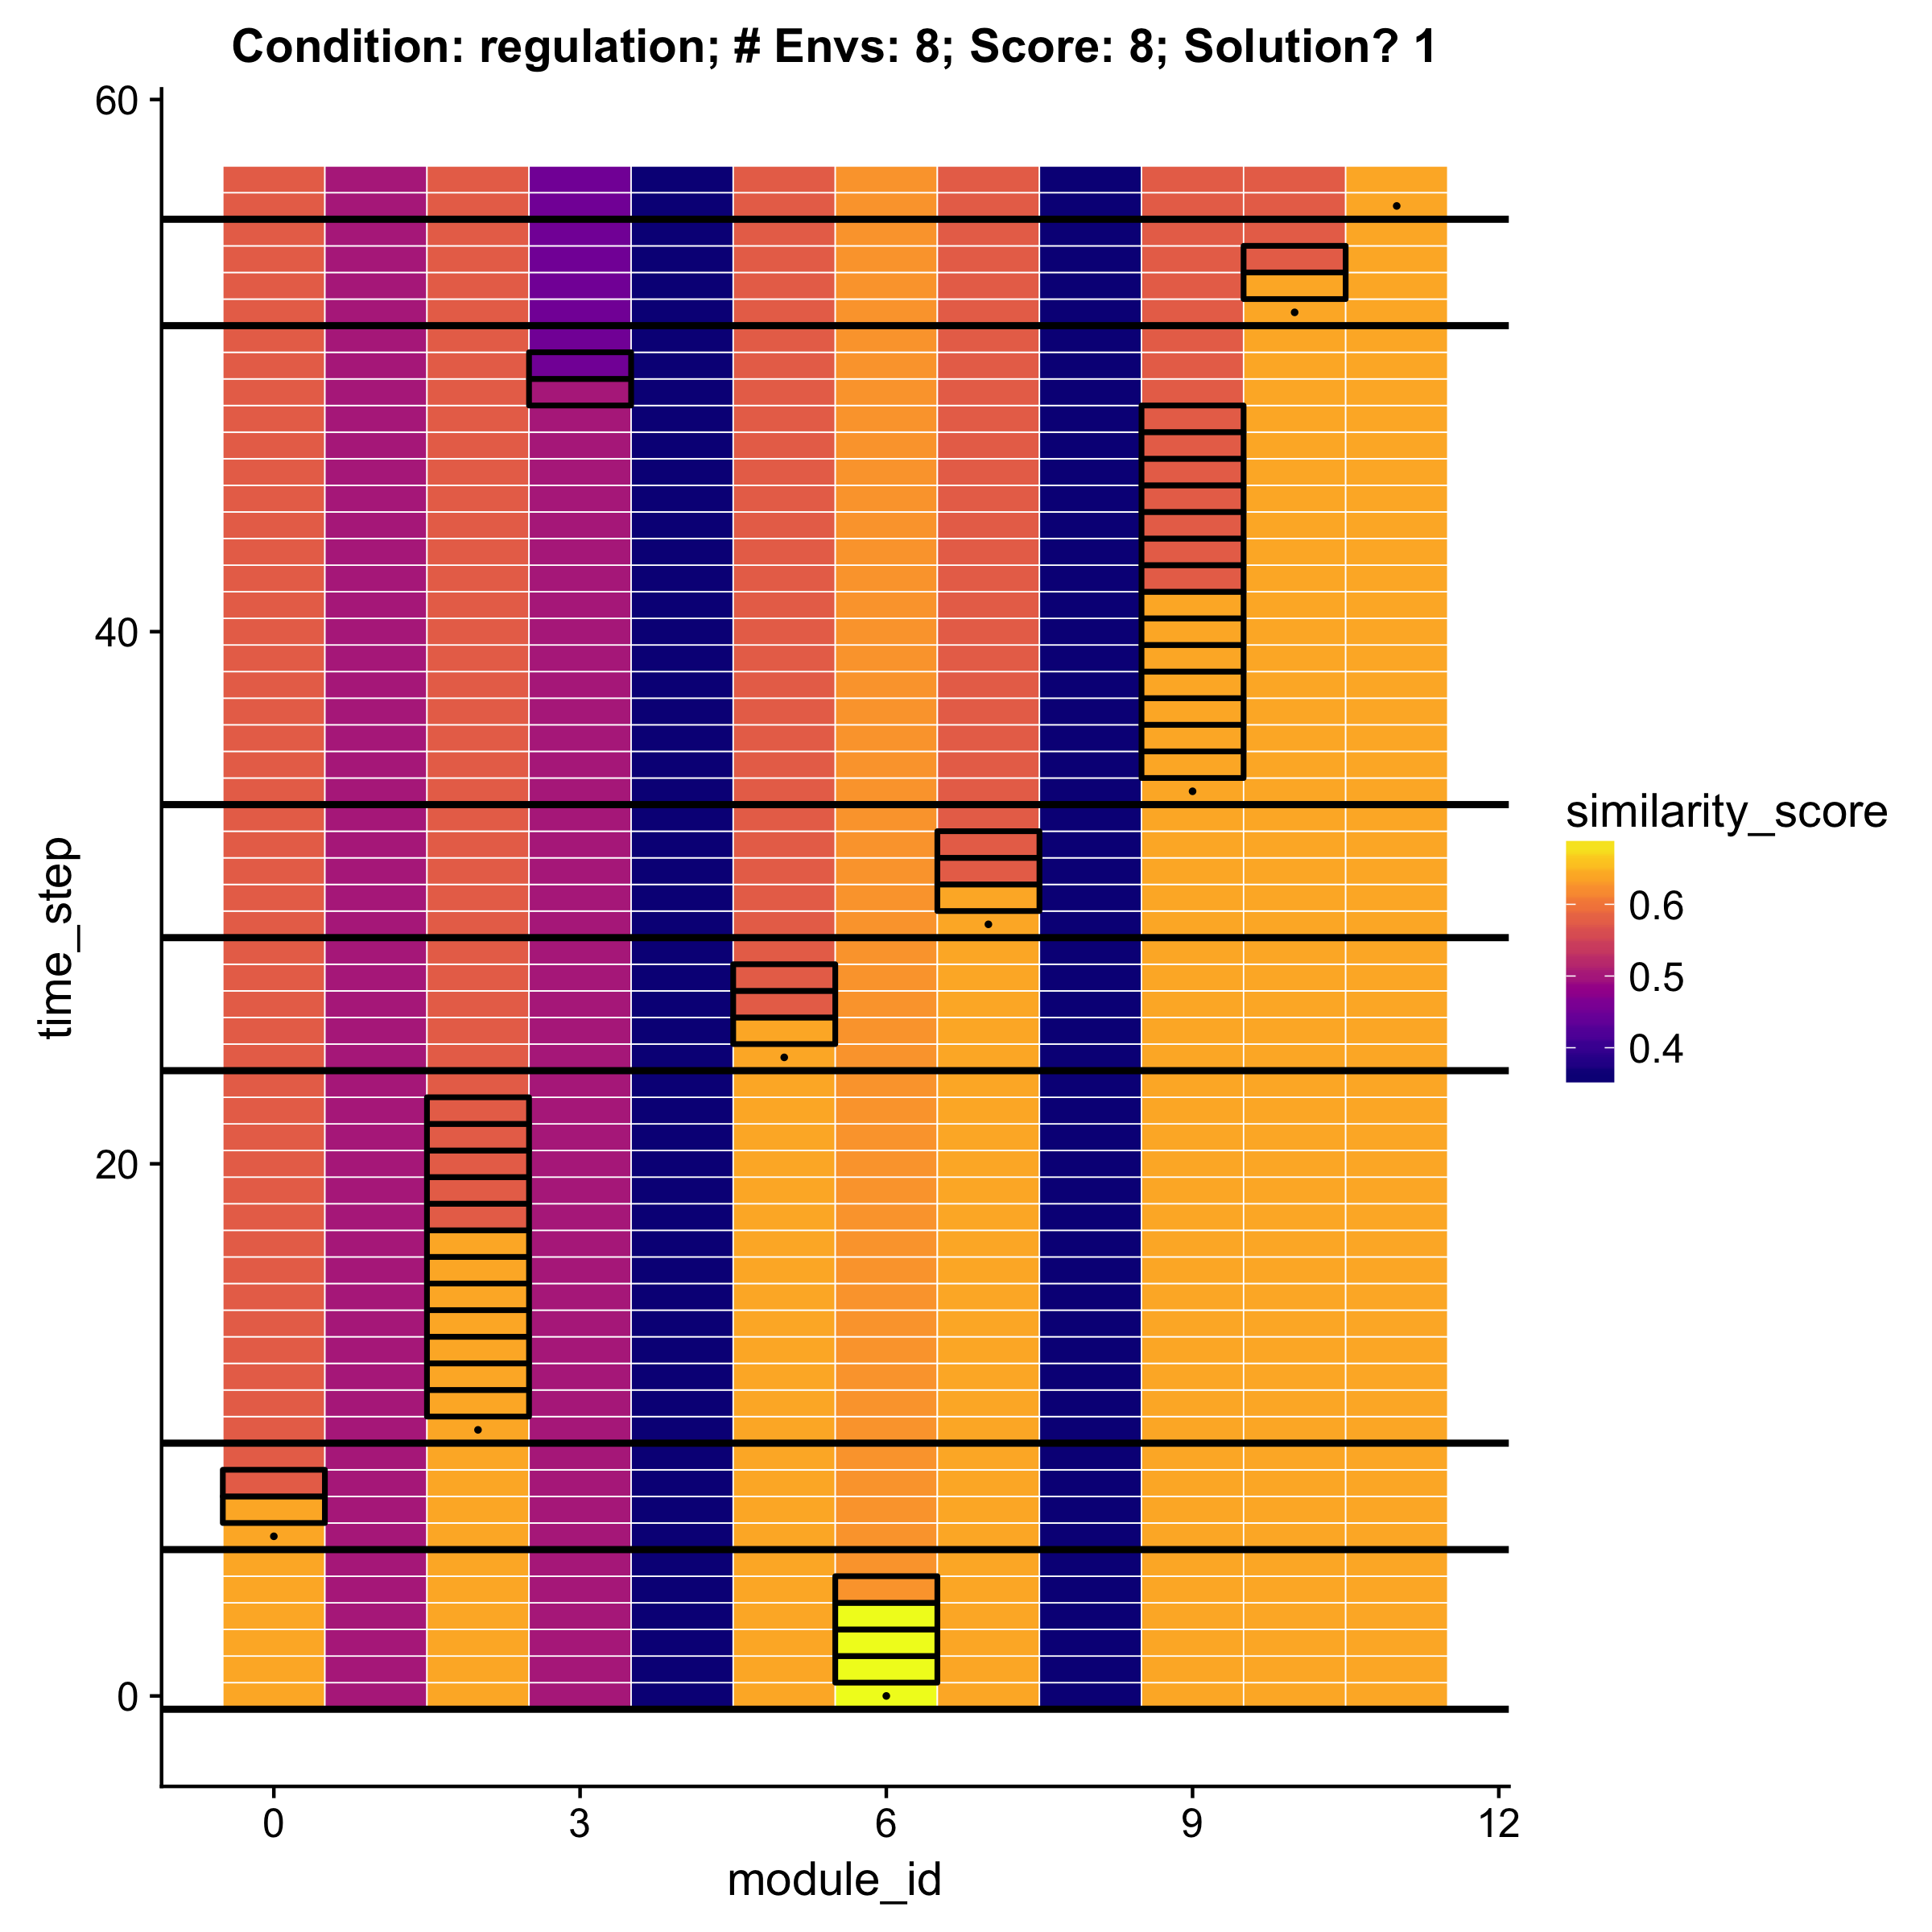 Condition: regulation; # Envs: 8; Score: 8; Solution? 1
60
40
20
0
time_step
0 3 6 9 12
module_id
similarity_score
0.6
0.5
0.4